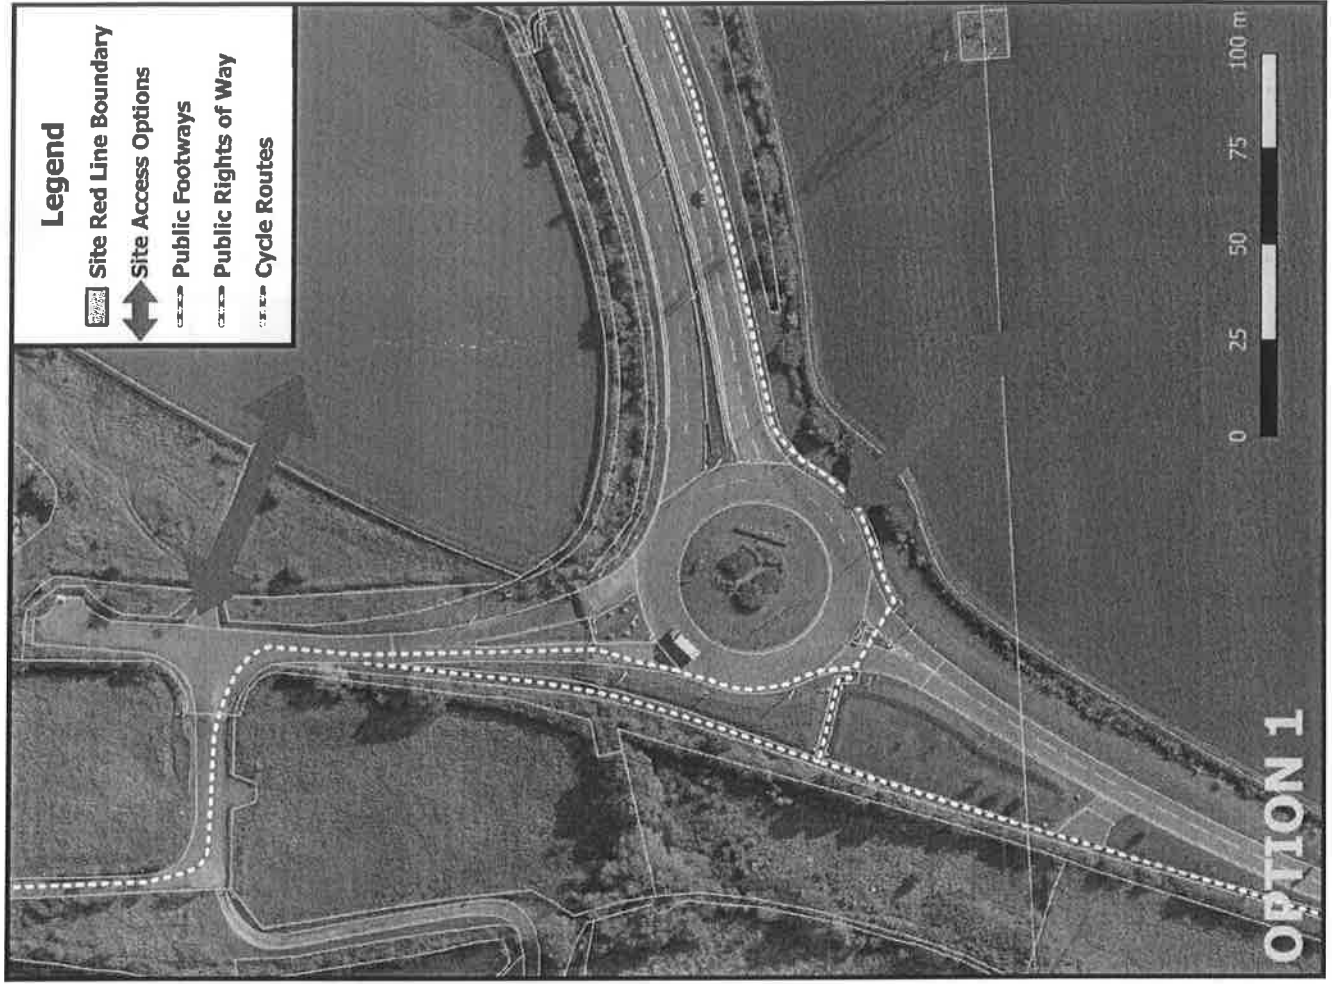 Legend
Site Red Line Boundary
Site Access Options
Public Footways
Public Rights of Way
Cycle Routes
0 25 50 75 100 m
OPTION 1